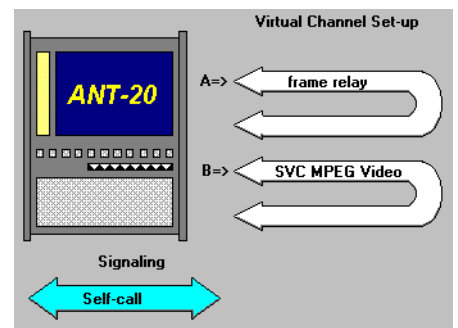 Virtual Channel Set-up
ANT-20
A=> frame relay
B=> SVC MPEG Video
Signaling
Self-call